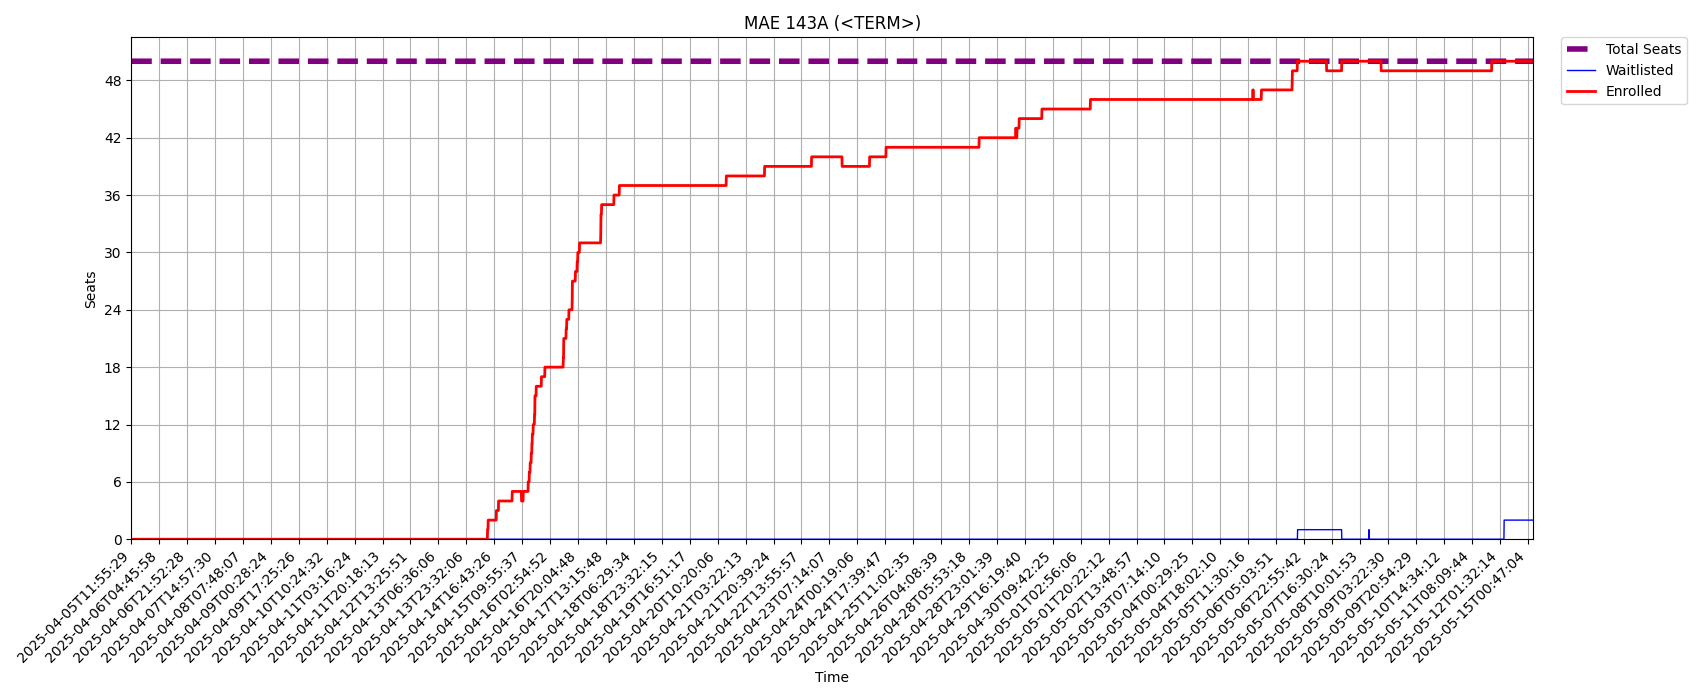 MAE 143A (<TERM>)
Total Seats
Waitlisted
Enrolled
48
42
36
30
24
18
12
6
0
Seats
2025-04-05T11:55:29
2025-04-06T04:45:58
2025-04-06T21:52:28
2025-04-07T14:57:30
2025-04-08T07:48:07
2025-04-09T00:28:24
2025-04-09T17:25:26
2025-04-10T10:24:32
2025-04-11T03:16:24
2025-04-11T20:18:13
2025-04-12T13:25:51
2025-04-13T06:36:06
2025-04-13T23:32:06
2025-04-14T16:43:26
2025-04-15T09:55:37
2025-04-16T02:54:52
2025-04-16T20:04:48
2025-04-17T13:15:48
2025-04-18T06:29:34
2025-04-18T23:32:15
2025-04-19T16:51:17
2025-04-20T10:20:06
2025-04-21T03:22:13
2025-04-21T20:39:24
2025-04-22T13:55:57
2025-04-23T07:14:07
2025-04-24T00:19:06
2025-04-24T17:39:47
2025-04-25T11:02:35
2025-04-26T04:08:39
2025-04-28T05:53:18
2025-04-28T23:01:39
2025-04-29T16:19:40
2025-04-30T09:42:25
2025-05-01T02:56:06
2025-05-01T20:22:12
2025-05-02T13:48:57
2025-05-03T07:14:10
2025-05-04T00:29:25
2025-05-04T18:02:10
2025-05-05T11:30:16
2025-05-06T05:03:51
2025-05-06T22:55:42
2025-05-07T16:30:24
2025-05-08T10:01:53
2025-05-09T03:22:30
2025-05-09T20:54:29
2025-05-10T14:34:12
2025-05-11T08:09:44
2025-05-12T01:32:14
2025-05-15T00:47:04
Time